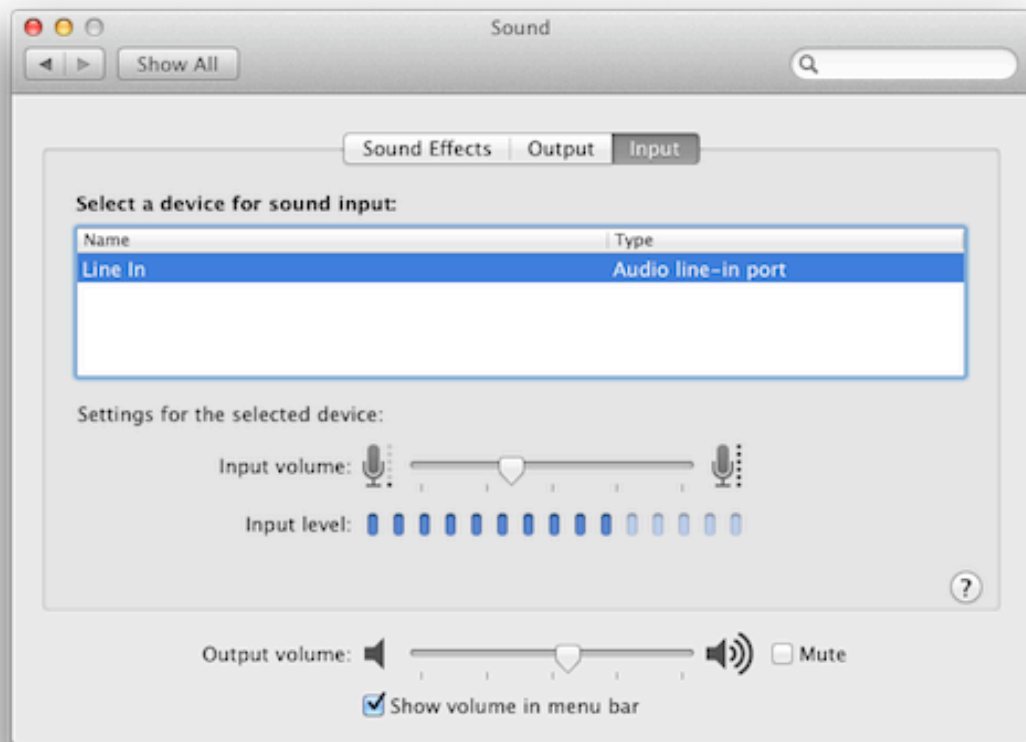 Sound
Show All
Sound Effects Output Input
Select a device for sound input:
Name Type
Line In Audio line-in port
Settings for the selected device:
Input volume:
Input level:
?
Output volume: Mute
Show volume in menu bar